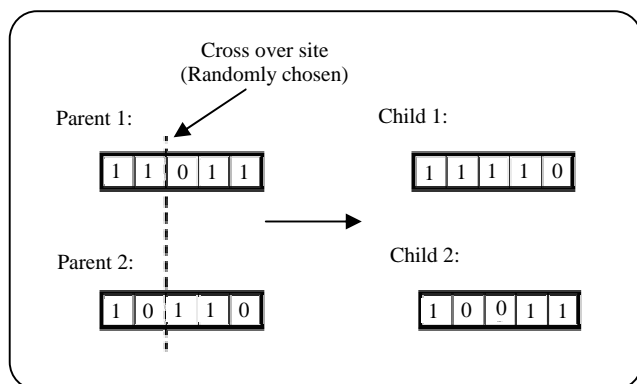 Cross over site
(Randomly chosen)
Parent 1:
Child 1:
1 1 0 1 1
1 1 1 1 0
Parent 2:
Child 2:
1 0 1 1 0
1 0 0 1 1